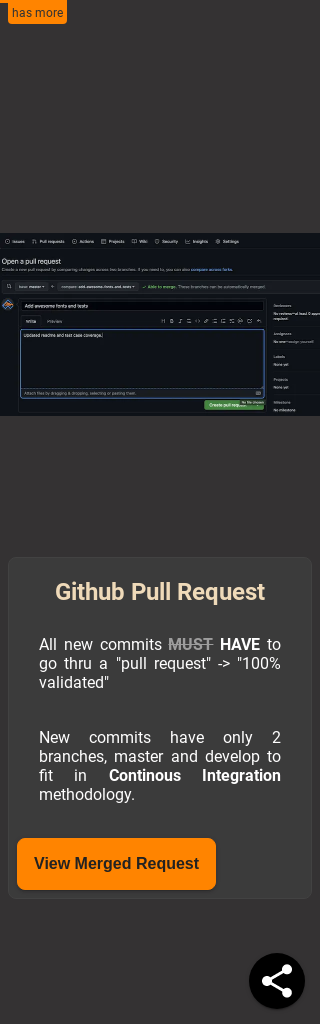 has more
Issues Pull requests Actions Projects Wiki Security Insights Settings
Open a pull request
Create a new pull request by comparing changes across two branches. If you need to, you can also compare across forks.
base: master compare: add-awesome-fonts-and-tests Able to merge. These branches can be automatically merged.
Add awesome fonts and tests
Reviewers
Write Preview
No reviews—at least 0 appro
required.
Updated readme and test case coverage.
Assignees
No one—assign yourself
Labels
None yet
Projects
None yet
Attach files by dragging & dropping, selecting or pasting them.
Milestone
Create pull
No milestone
Github Pull Request
All new commits MUST HAVE to
go thru a "pull request" -> "100%
validated"
New commits have only 2
branches, master and develop to
fit in Continous Integration
methodology.
View Merged Request